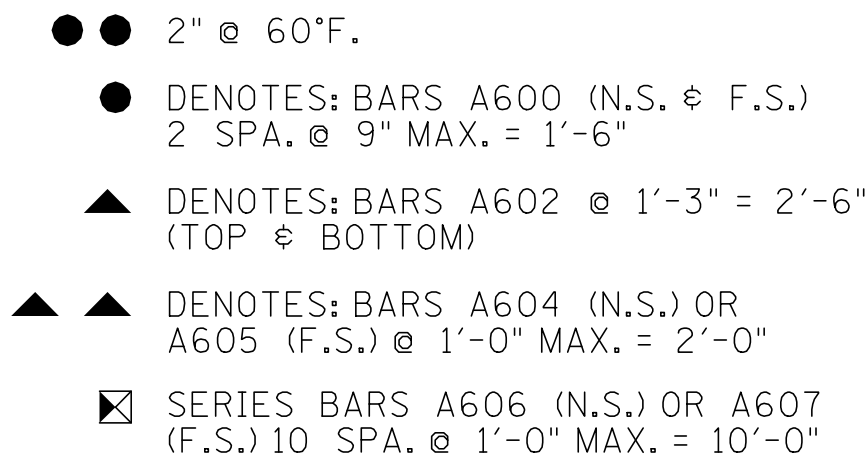 2" @ 60°F.
DENOTES: BARS A600 (N.S. & F.S.)
2 SPA. @ 9" MAX. = 1'-6"
DENOTES: BARS A602 @ 1'-3" = 2'-6"
(TOP & BOTTOM)
DENOTES: BARS A604 (N.S.) OR
A605 (F.S.) @ 1'-0" MAX. = 2'-0"
SERIES BARS A606 (N.S.) OR A607
(F.S.) 10 SPA. @ 1'-0" MAX. = 10'-0"